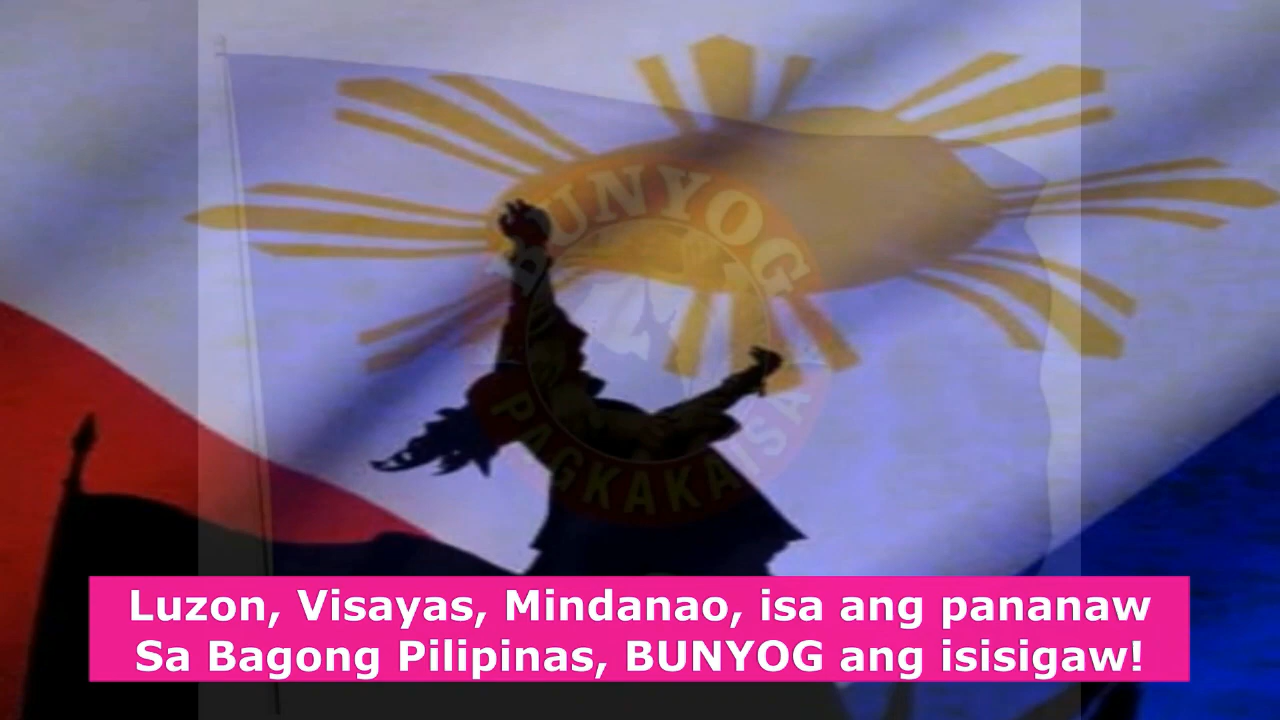 BUNYOG
PAGKAKAISA
Luzon, Visayas, Mindanao, isa ang pananaw
Sa Bagong Pilipinas, BUNYOG ang isisigaw!